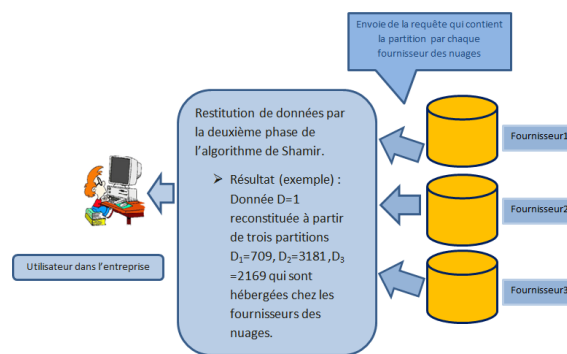 Envoie de la requête qui contient
la partition par chaque
fournisseur des nuages
Restitution de données par
la deuxième phase de
l'algorithme de Shamir.
➢ Résultat (exemple) :
Donnée D=1
reconstituée à partir
de trois partitions
D₁=709, D₂=3181,D₃
=2169 qui sont
hébergées chez les
fournisseurs des
nuages.
Fournisseur1
Fournisseur2
Fournisseur3
Utilisateur dans l'entreprise